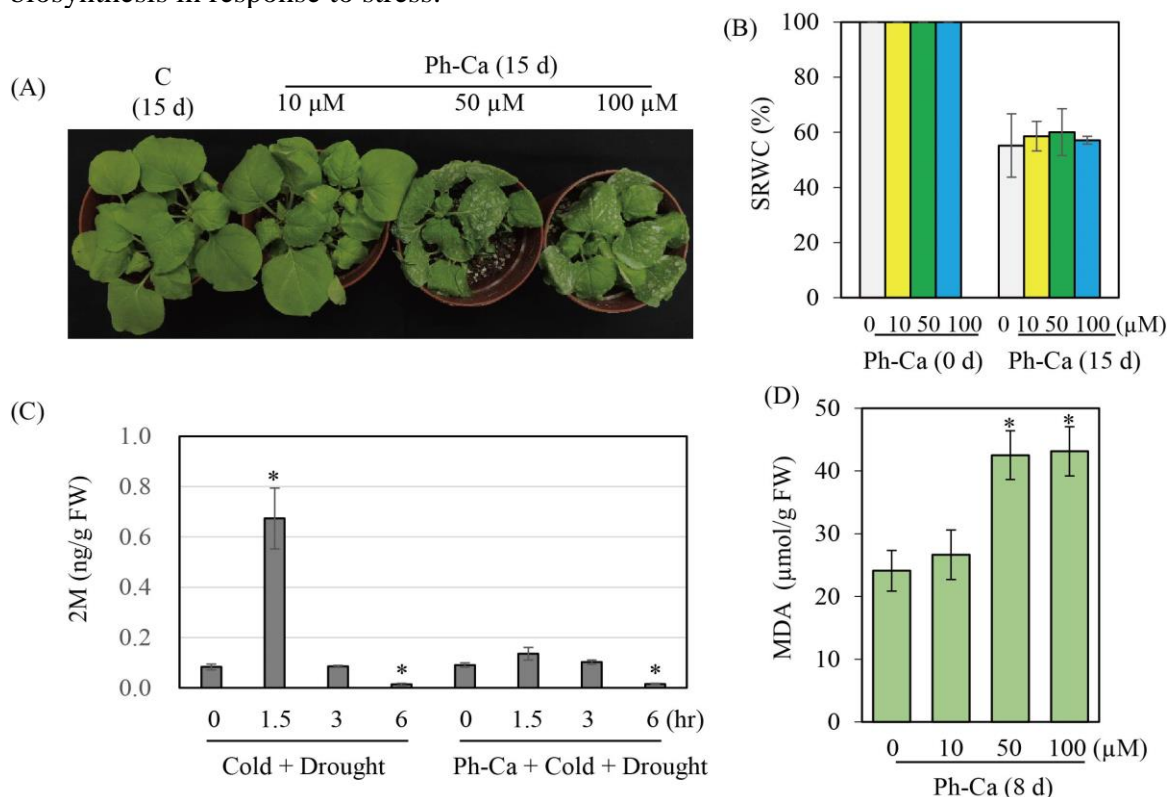 biosynthesis in response to stress.
(A)
C
(15 d)
Ph-Ca (15 d)
10 µM 50 µM 100 µM
(B)
SRWC (%)
100
80
60
40
20
0
0 10 50 100 0 10 50 100 (µM)
Ph-Ca (0 d) Ph-Ca (15 d)
(C)
2M (ng/g FW)
1.0
0.8
0.6
0.4
0.2
0.0
* * *
0 1.5 3 6 0 1.5 3 6 (hr)
Cold + Drought Ph-Ca + Cold + Drought
(D)
MDA (µmol/g FW)
50
40
30
20
10
0
* *
0 10 50 100 (µM)
Ph-Ca (8 d)